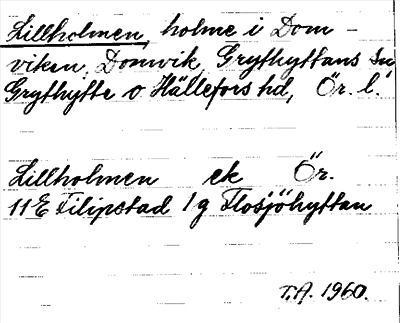 Lillholmen, holme i Dom-
viken, Domvik, Grythyttans sn
Grythytte o Hällefors hd, Ör. l.
Lillholmen ek Ör.
11E Filipstad 1g Flosjöhyttan
T.A. 1960.